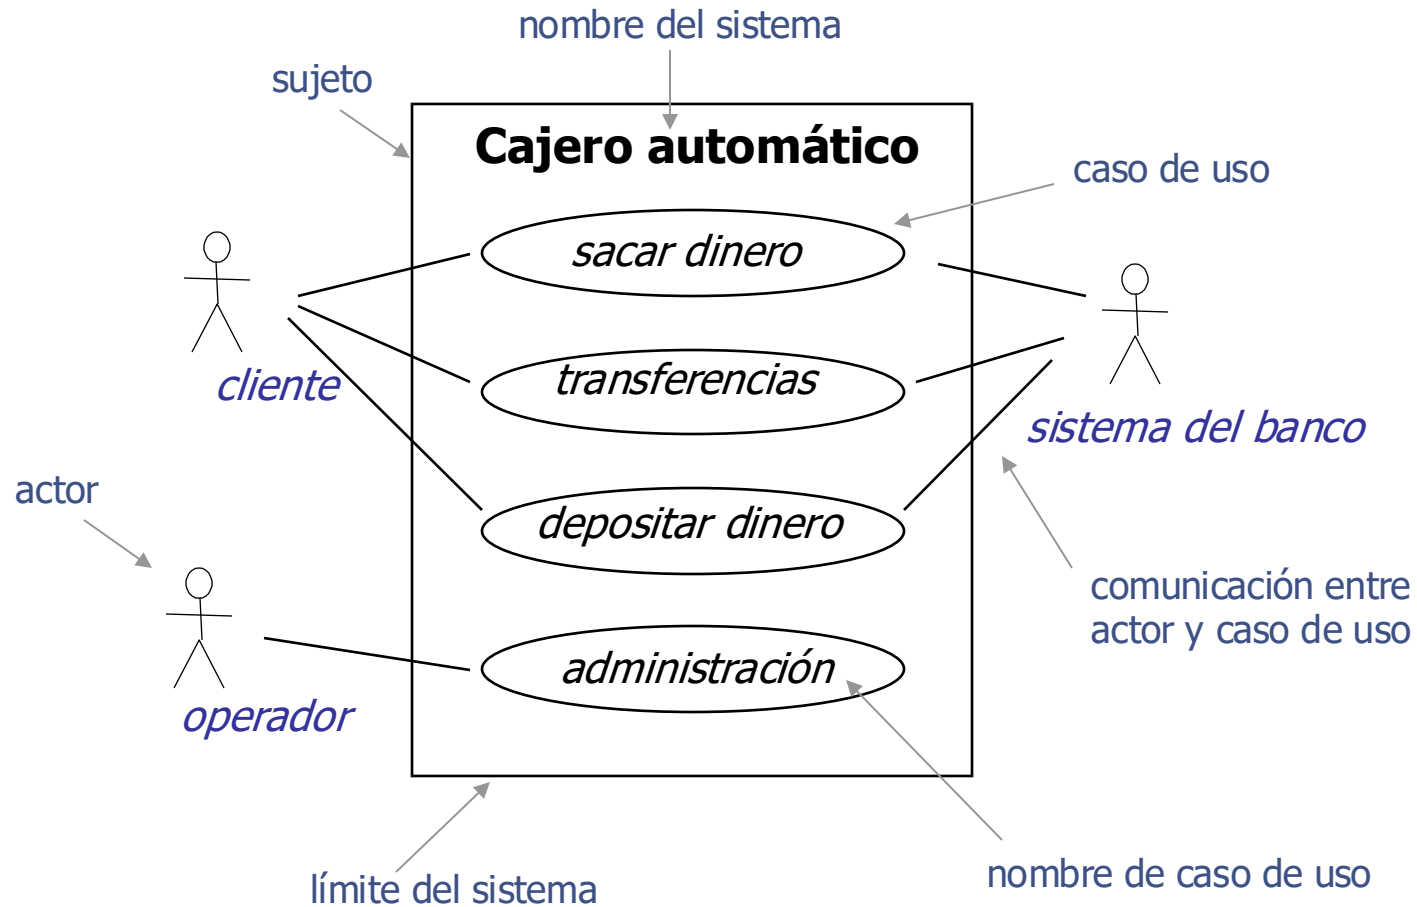 nombre del sistema
sujeto
Cajero automático
caso de uso
sacar dinero
transferencias
cliente
sistema del banco
actor
depositar dinero
comunicación entre
actor y caso de uso
administración
operador
límite del sistema
nombre de caso de uso